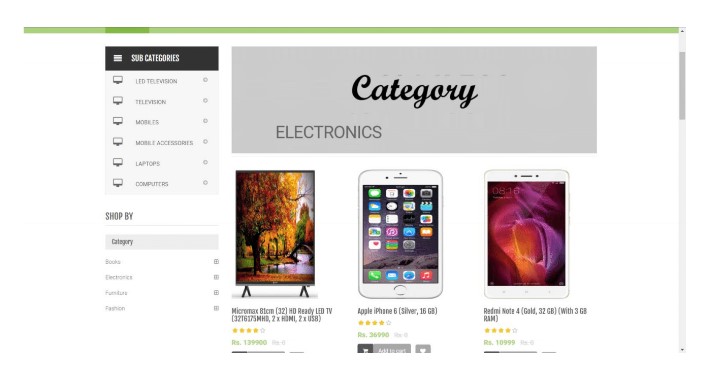 SUB CATEGORIES
LED TELEVISION
TELEVISION
MOBILES
MOBILE ACCESSORIES
LAPTOPS
COMPUTERS
Category
ELECTRONICS
SHOP BY
Category
Books
Electronics
Furniture
Fashion
Micromax 81cm (32) HD Ready LED TV
(32T6175MHD, 2 x HDMI, 2 x USB)
Rs. 139900 Rs. 0
Apple iPhone 6 (Silver, 16 GB)
Rs. 36990 Rs. 0
Add to cart
Redmi Note 4 (Gold, 32 GB) (With 3 GB
RAM)
Rs. 10999 Rs. 0
08:16